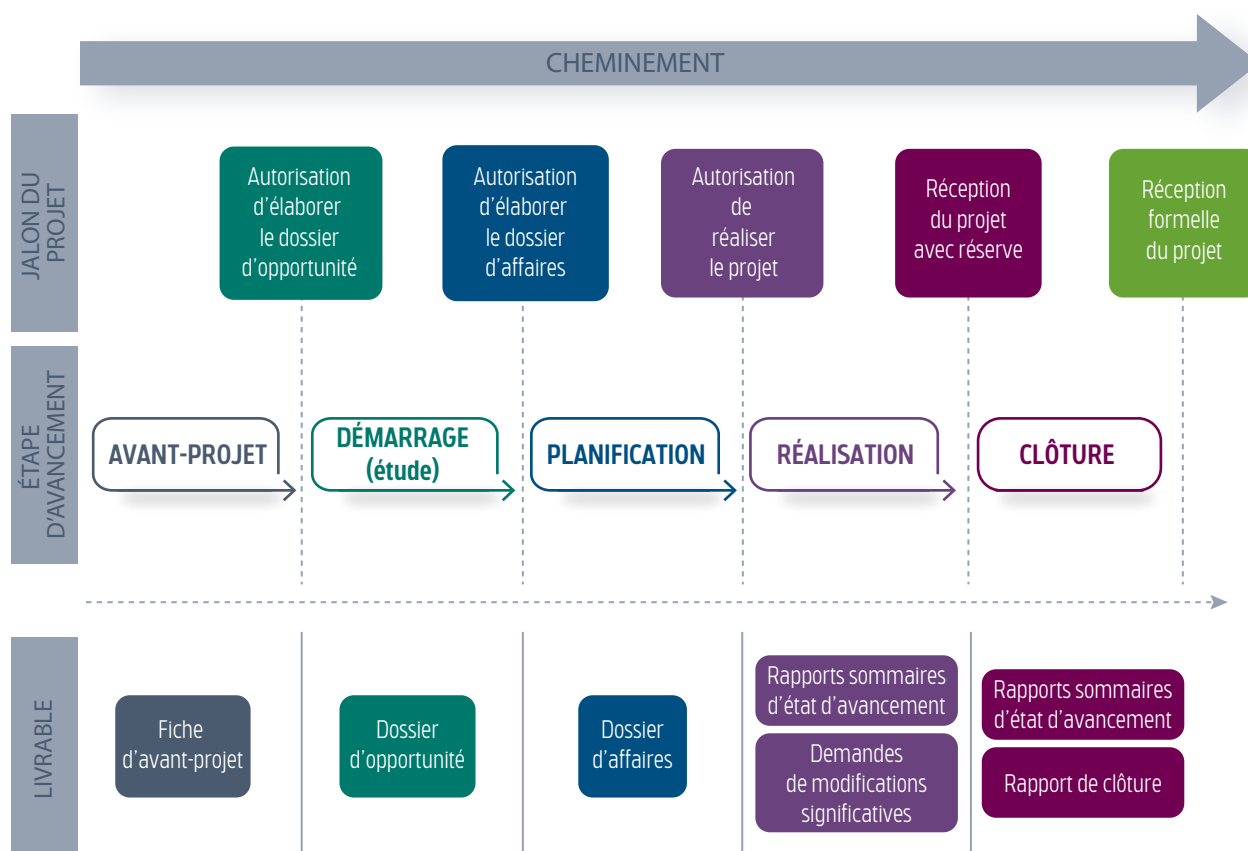 CHEMINEMENT
JALON DU
PROJET
Autorisation
d'élaborer
le dossier
d'opportunité
Autorisation
d'élaborer
le dossier
d'affaires
Autorisation
de
réaliser
le projet
Réception
du projet
avec réserve
Réception
formelle
du projet
ÉTAPE
D'AVANCEMENT
AVANT-PROJET
DÉMARRAGE
(étude)
PLANIFICATION
RÉALISATION
CLÔTURE
LIVRABLE
Fiche
d'avant-projet
Dossier
d'opportunité
Dossier
d'affaires
Rapports sommaires
d'état d'avancement
Demandes
de modifications
significatives
Rapports sommaires
d'état d'avancement
Rapport de clôture